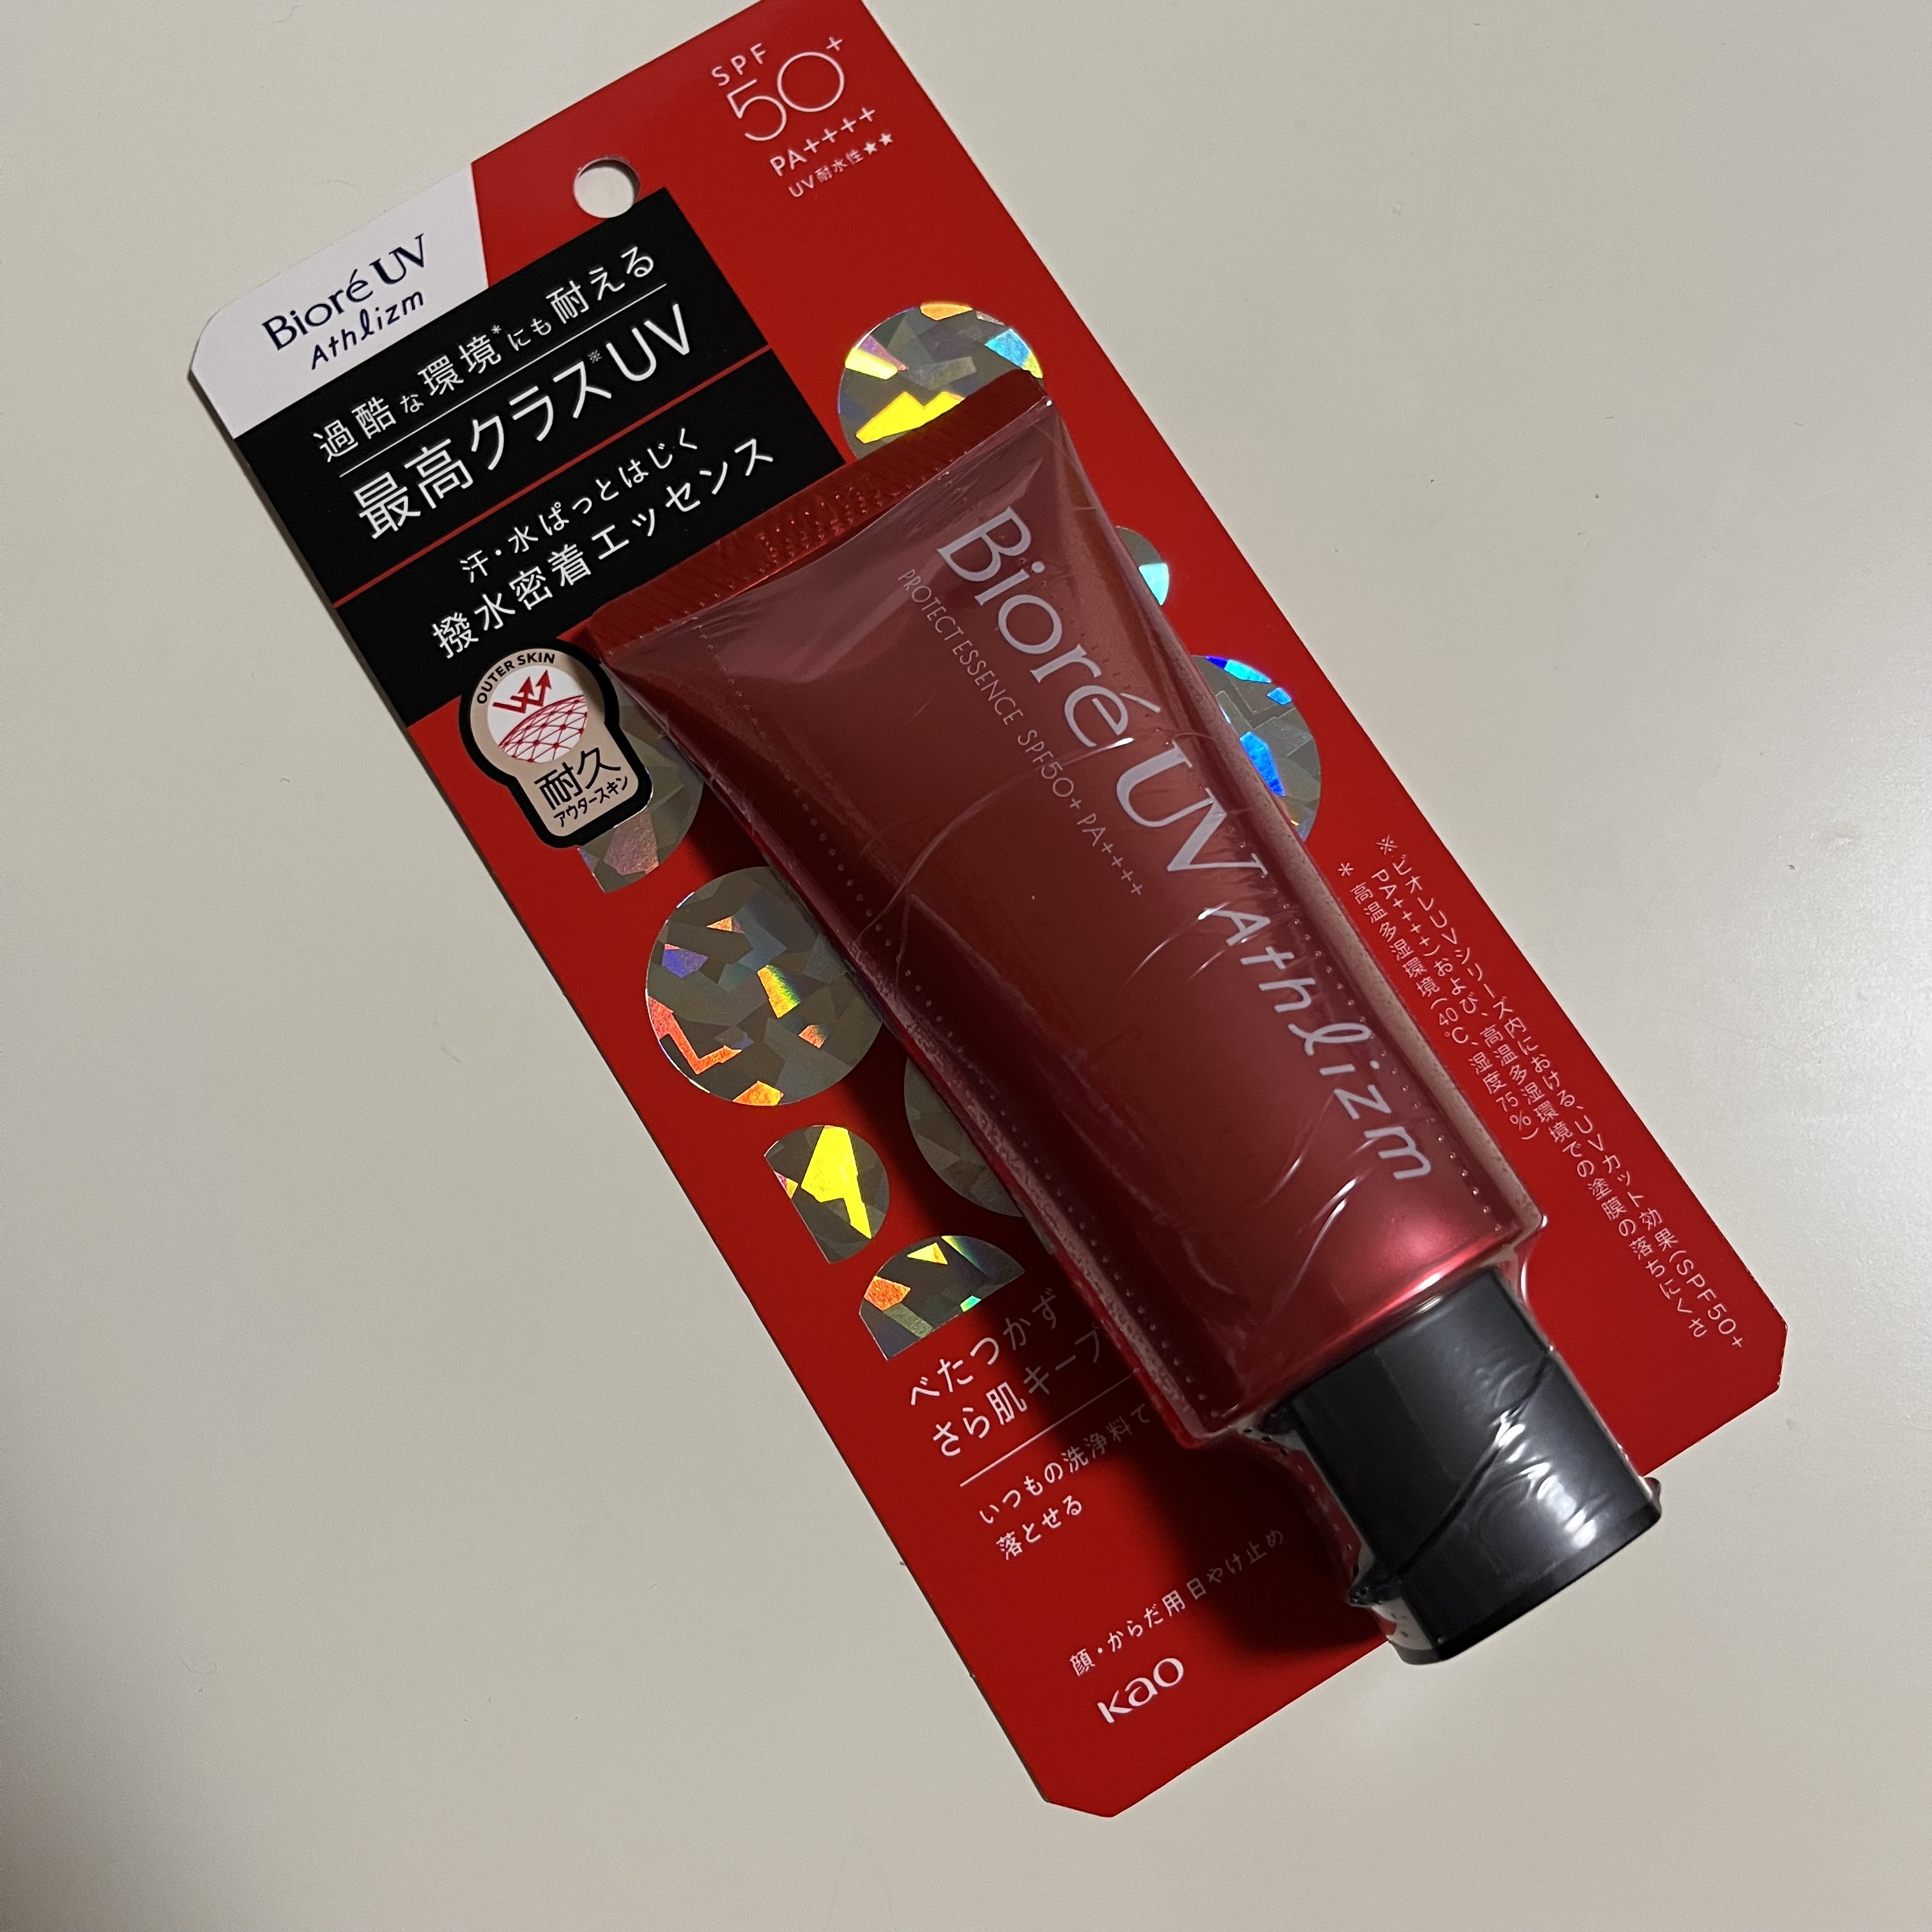 SPF
50+
PA++++
UV耐水性★★
Bioré UV
Athlizm
過酷な環境*にも耐える
最高クラス※UV
汗・水ぱっとはじく
撥水密着エッセンス
OUTER SKIN
耐久
アウタースキン
Bioré UV Athlizm
PROTECT ESSENCE SPF50+ PA++++
※ビオレUVシリーズ内における、UVカット効果(SPF50+
PA++++)および、高温多湿環境での塗膜の落ちにくさ
*高温多湿環境(40℃、湿度75%)
べたつかず
さら肌キープ
いつもの洗浄料で
落とせる
顔・からだ用日やけ止め
Kao